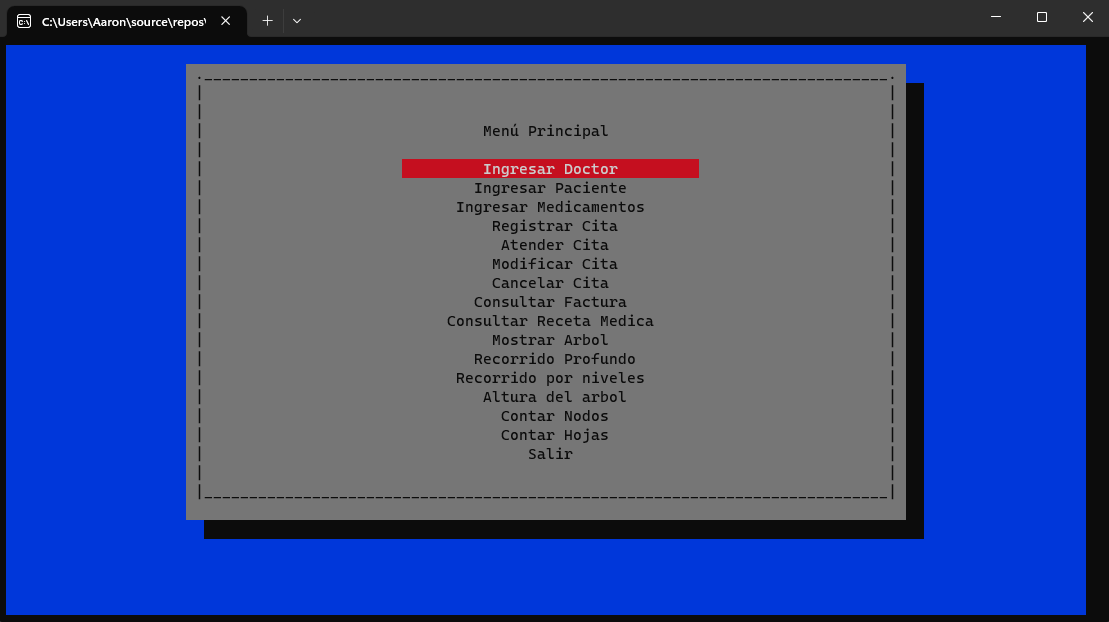 C:\Users\Aaron\source\repos\
Menú Principal
Ingresar Doctor
Ingresar Paciente
Ingresar Medicamentos
Registrar Cita
Atender Cita
Modificar Cita
Cancelar Cita
Consultar Factura
Consultar Receta Medica
Mostrar Arbol
Recorrido Profundo
Recorrido por niveles
Altura del arbol
Contar Nodos
Contar Hojas
Salir